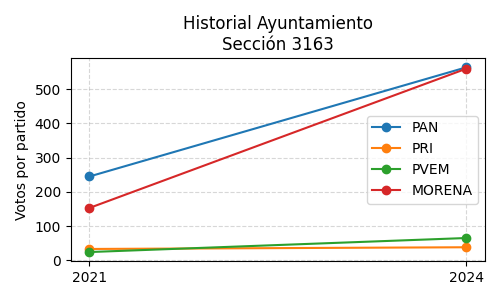 Historial Ayuntamiento
Sección 3163
Votos por partido
500
400
300
200
100
0
2021
2024
PAN
PRI
PVEM
MORENA